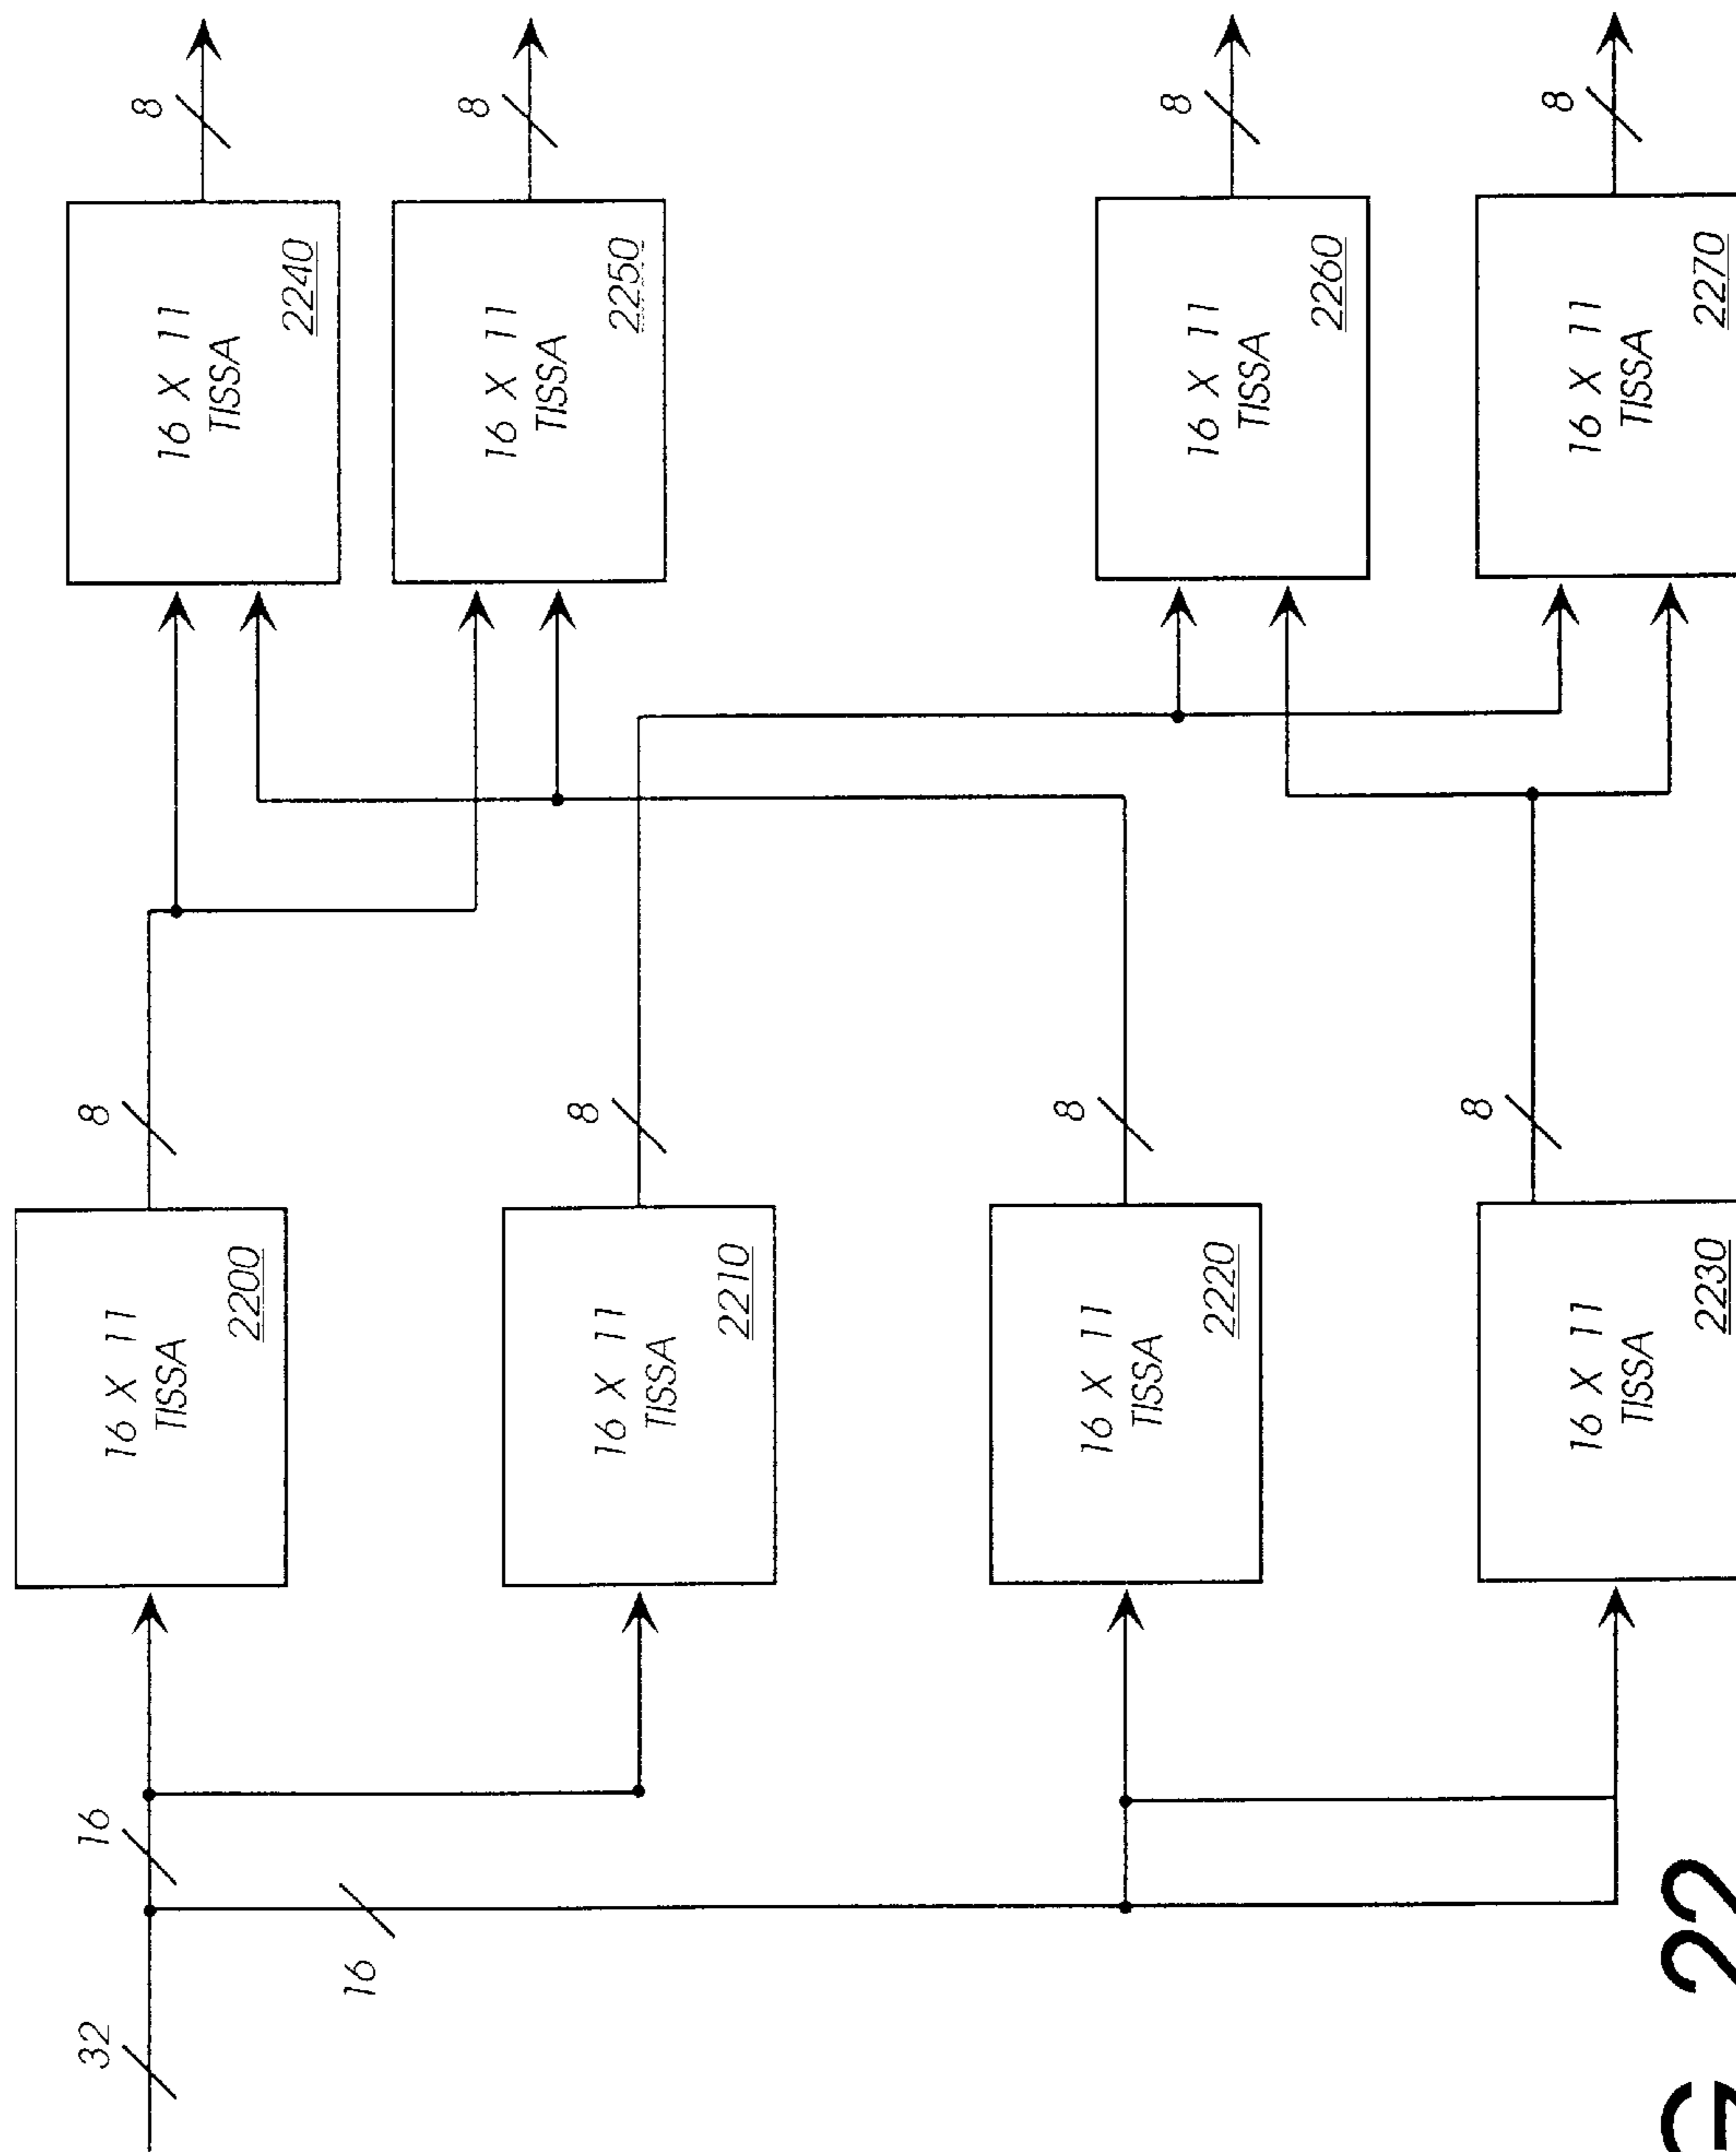 8
8
8
8
16 X 11
TISSA
2240
16 X 11
TISSA
2250
16 X 11
TISSA
2260
16 X 11
TISSA
2270
8
8
8
8
16 X 11
TISSA
2200
16 X 11
TISSA
2210
16 X 11
TISSA
2220
16 X 11
TISSA
2230
16
16
32
G 22